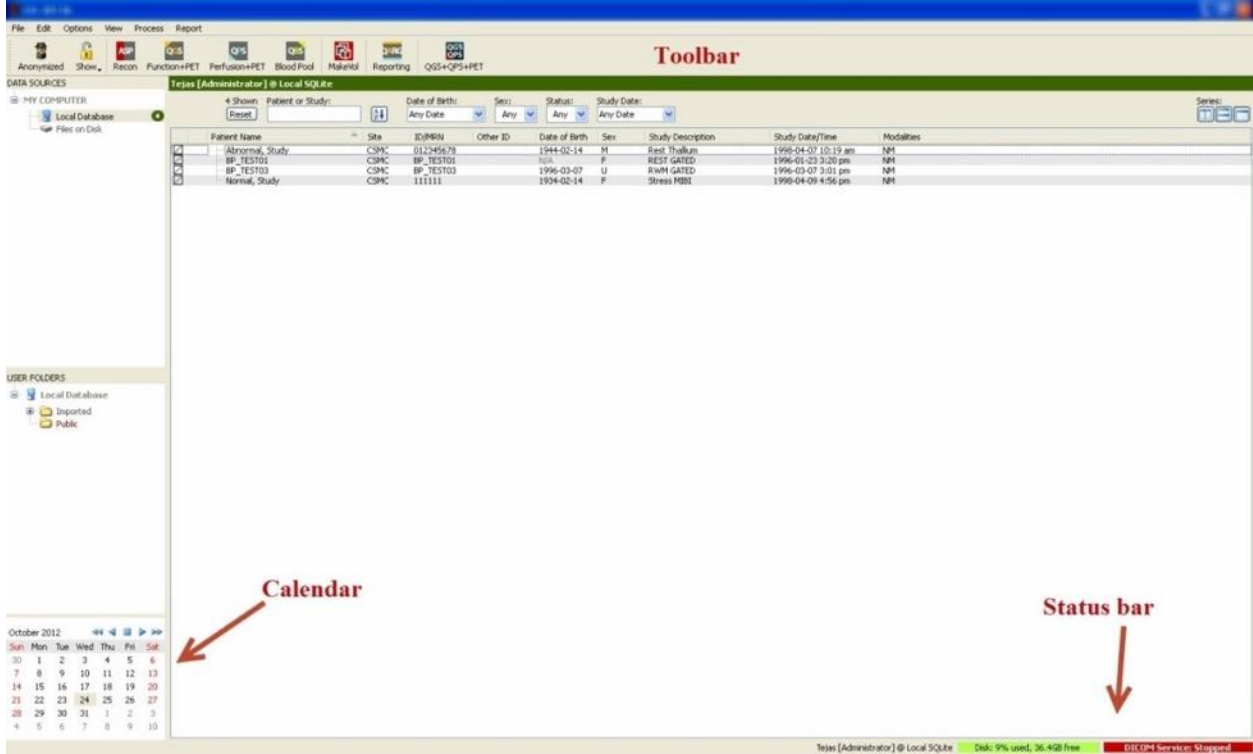 File Edit Options View Process Report
Anonymized Show Recon Function+PET Perfusion+PET Blood Pool MakeVol Reporting QGS+QPS+PET
Toolbar
DATA SOURCES
MY COMPUTER
Local Database
Files on Disk
Tejas [Administrator] @ Local SQLite
4 Shown Patient or Study: Date of Birth: Sex: Status: Study Date: Series:
Reset Any Date Any Any Any Date
Patient Name Site ID/MRN Other ID Date of Birth Sex Study Description Study Date/Time Modalities
Abnormal, Study CSMC 012345678 1944-02-14 M Rest Thallium 1998-04-07 10:19 am NM
BP_TEST01 CSMC BP_TEST01 N/A F REST GATED 1996-01-23 3:20 pm NM
BP_TEST03 CSMC BP_TEST03 1996-03-07 U RWM GATED 1996-03-07 3:01 pm NM
Normal, Study CSMC 111111 1934-02-14 F Stress MIBI 1998-04-09 4:56 pm NM
USER FOLDERS
Local Database
Imported
Public
Calendar
Status bar
October 2012
Sun Mon Tue Wed Thu Fri Sat
30 1 2 3 4 5 6
7 8 9 10 11 12 13
14 15 16 17 18 19 20
21 22 23 24 25 26 27
28 29 30 31 1 2 3
4 5 6 7 8 9 10
Tejas [Administrator] @ Local SQLite Disk: 9% used, 36.4GB free DICOM Service: Stopped